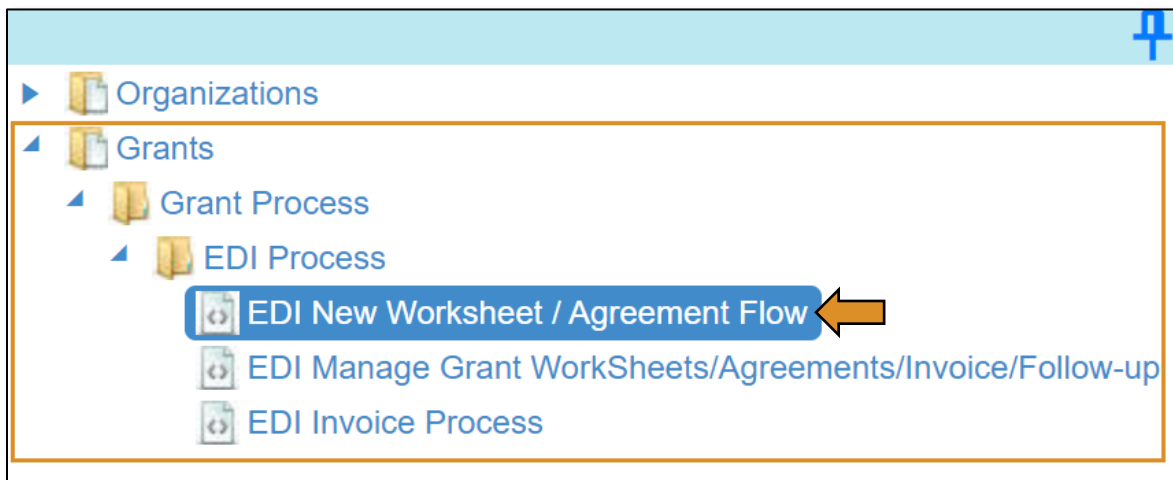 Organizations
Grants
Grant Process
EDI Process
EDI New Worksheet / Agreement Flow
EDI Manage Grant WorkSheets/Agreements/Invoice/Follow-up
EDI Invoice Process